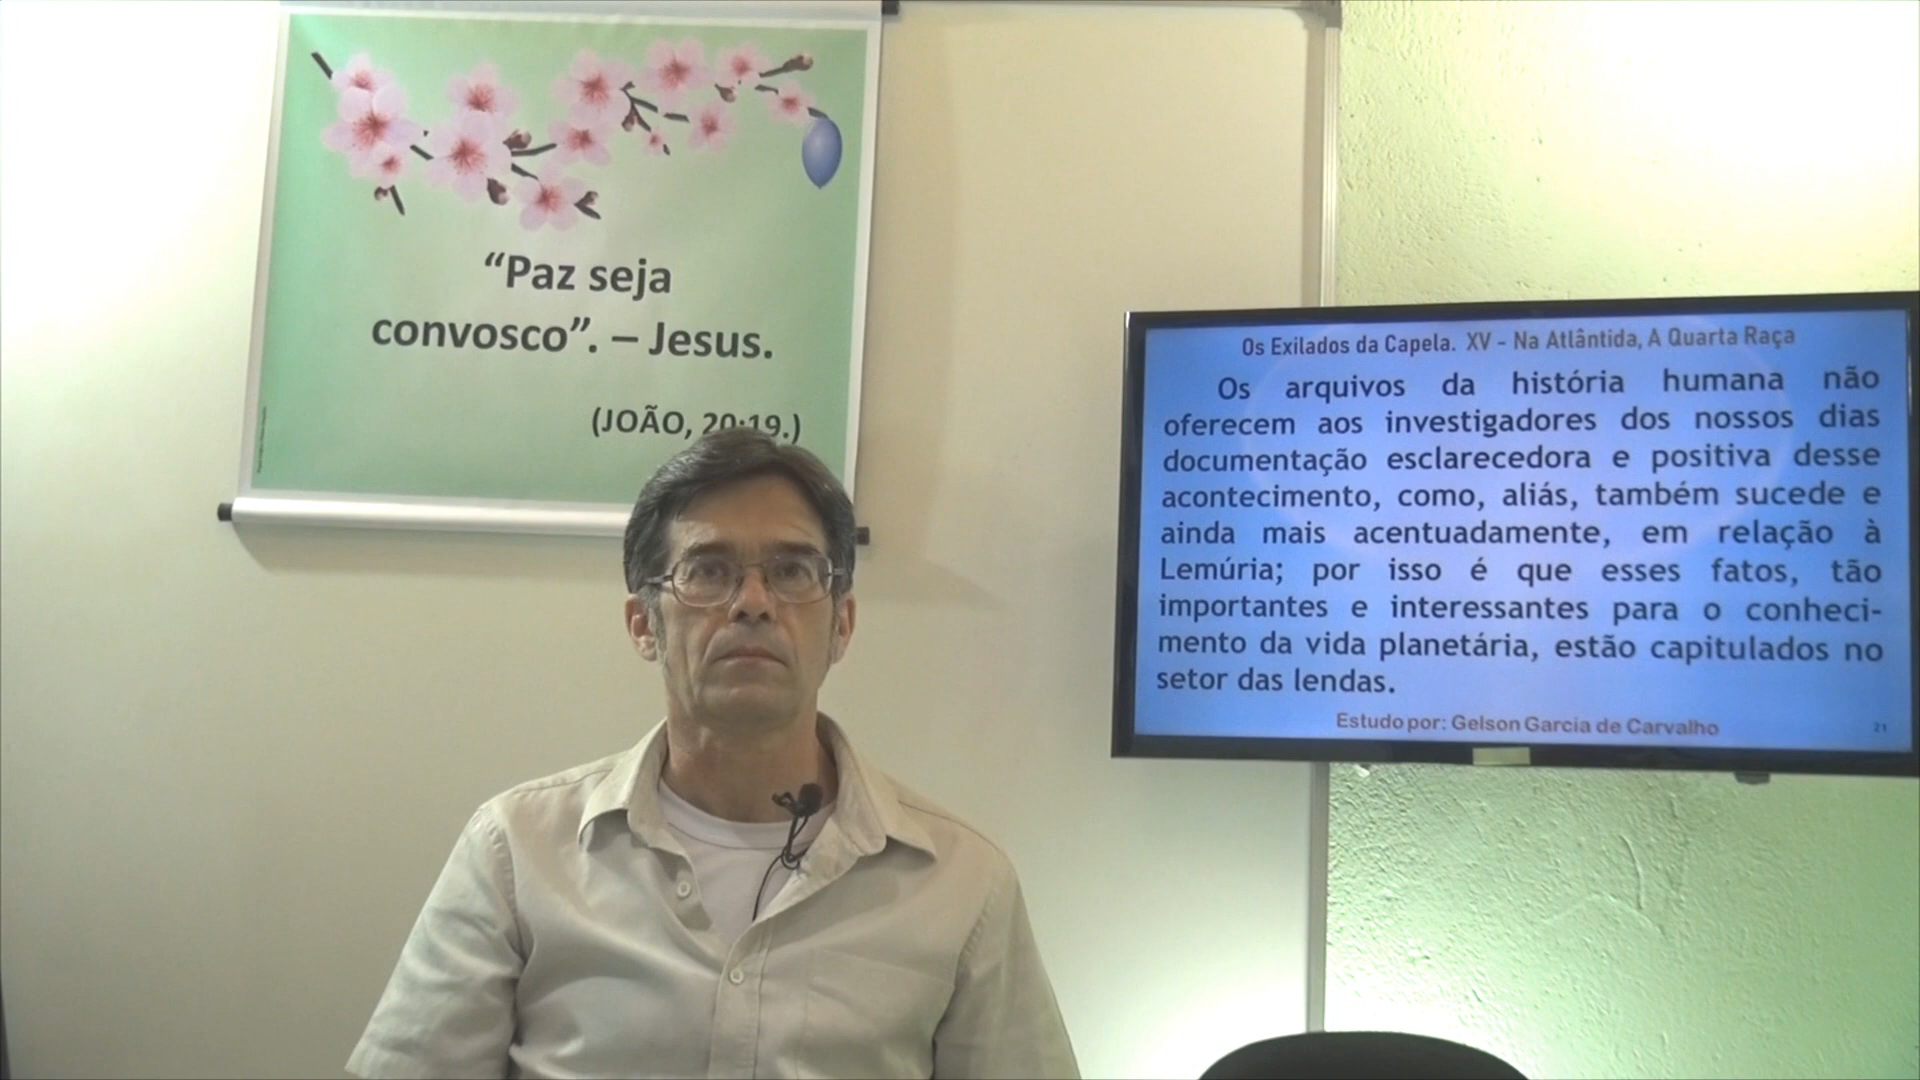 “Paz seja
convosco”. – Jesus.
(JOÃO, 20:19.)
Os Exilados da Capela. XV - Na Atlântida, A Quarta Raça
Os arquivos da história humana não
oferecem aos investigadores dos nossos dias
documentação esclarecedora e positiva desse
acontecimento, como, aliás, também sucede e
ainda mais acentuadamente, em relação à
Lemúria; por isso é que esses fatos, tão
importantes e interessantes para o conheci-
mento da vida planetária, estão capitulados no
setor das lendas.
Estudo por: Gelson Garcia de Carvalho
21